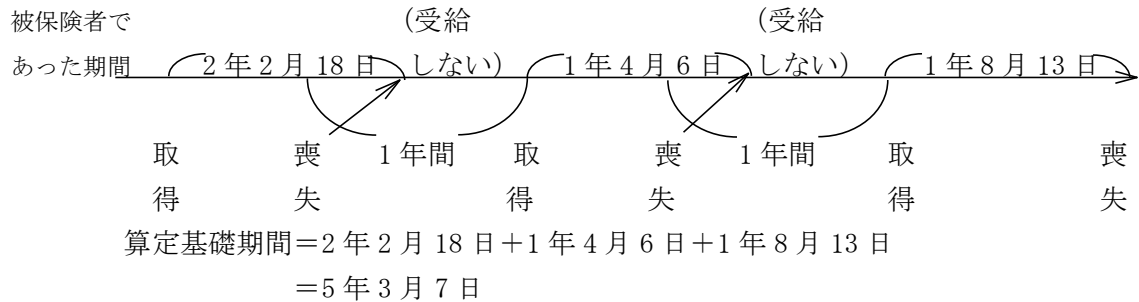 被保険者で (受給 (受給
あった期間 2年2月18日 しない) 1年4月6日 しない) 1年8月13日
1年間 1年間
取得 喪失 取得 喪失 取得 喪失
算定基礎期間＝2年2月18日＋1年4月6日＋1年8月13日
＝5年3月7日